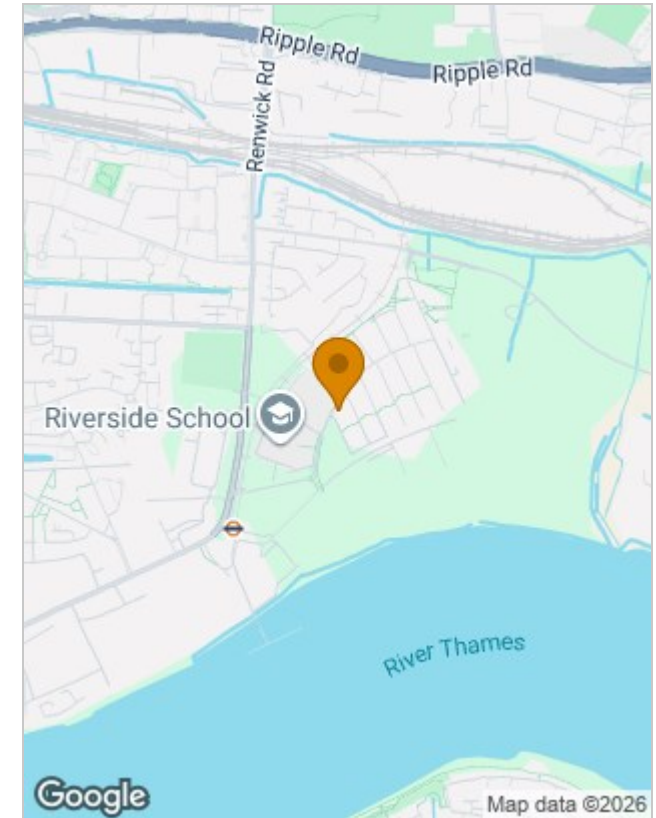 Ripple Rd
Ripple Rd
Renwick Rd
Riverside School
River Thames
Google
Map data ©2026